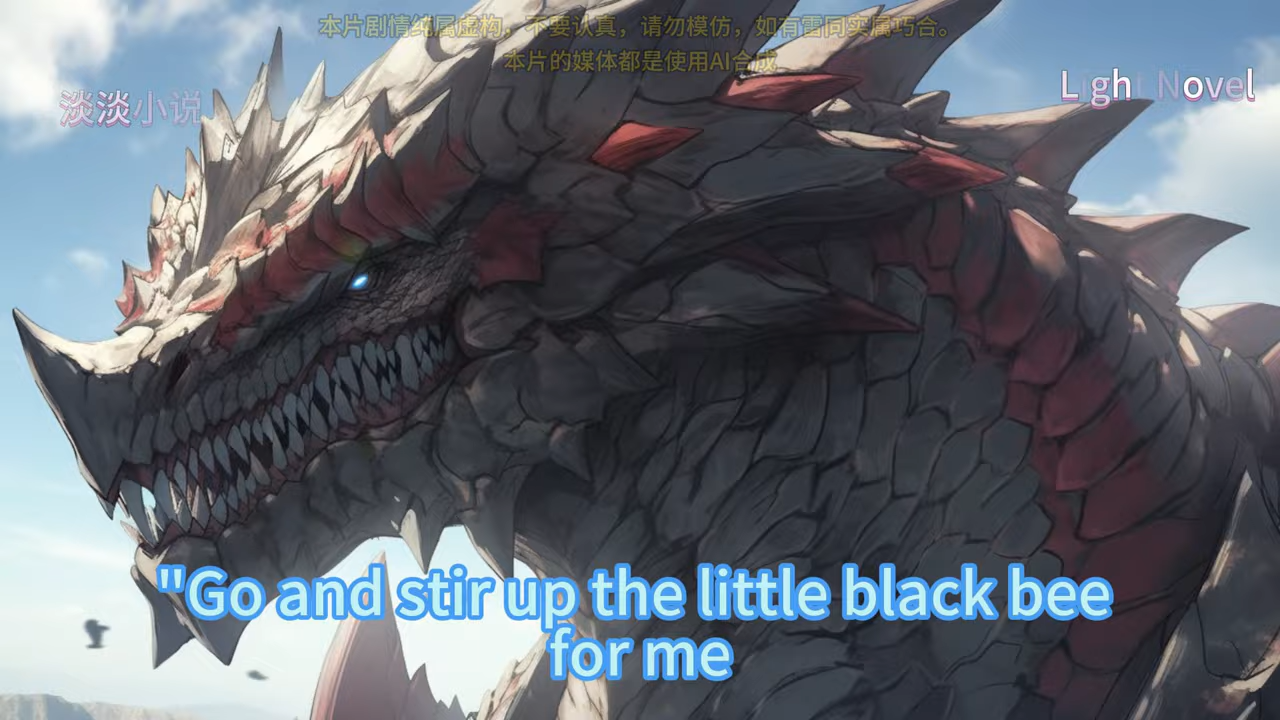 本片剧情纯属虚构，不要认真，请勿模仿，如有雷同实属巧合。
本片的媒体都是使用AI合成
淡淡小说
Light Novel
"Go and stir up the little black bee
for me